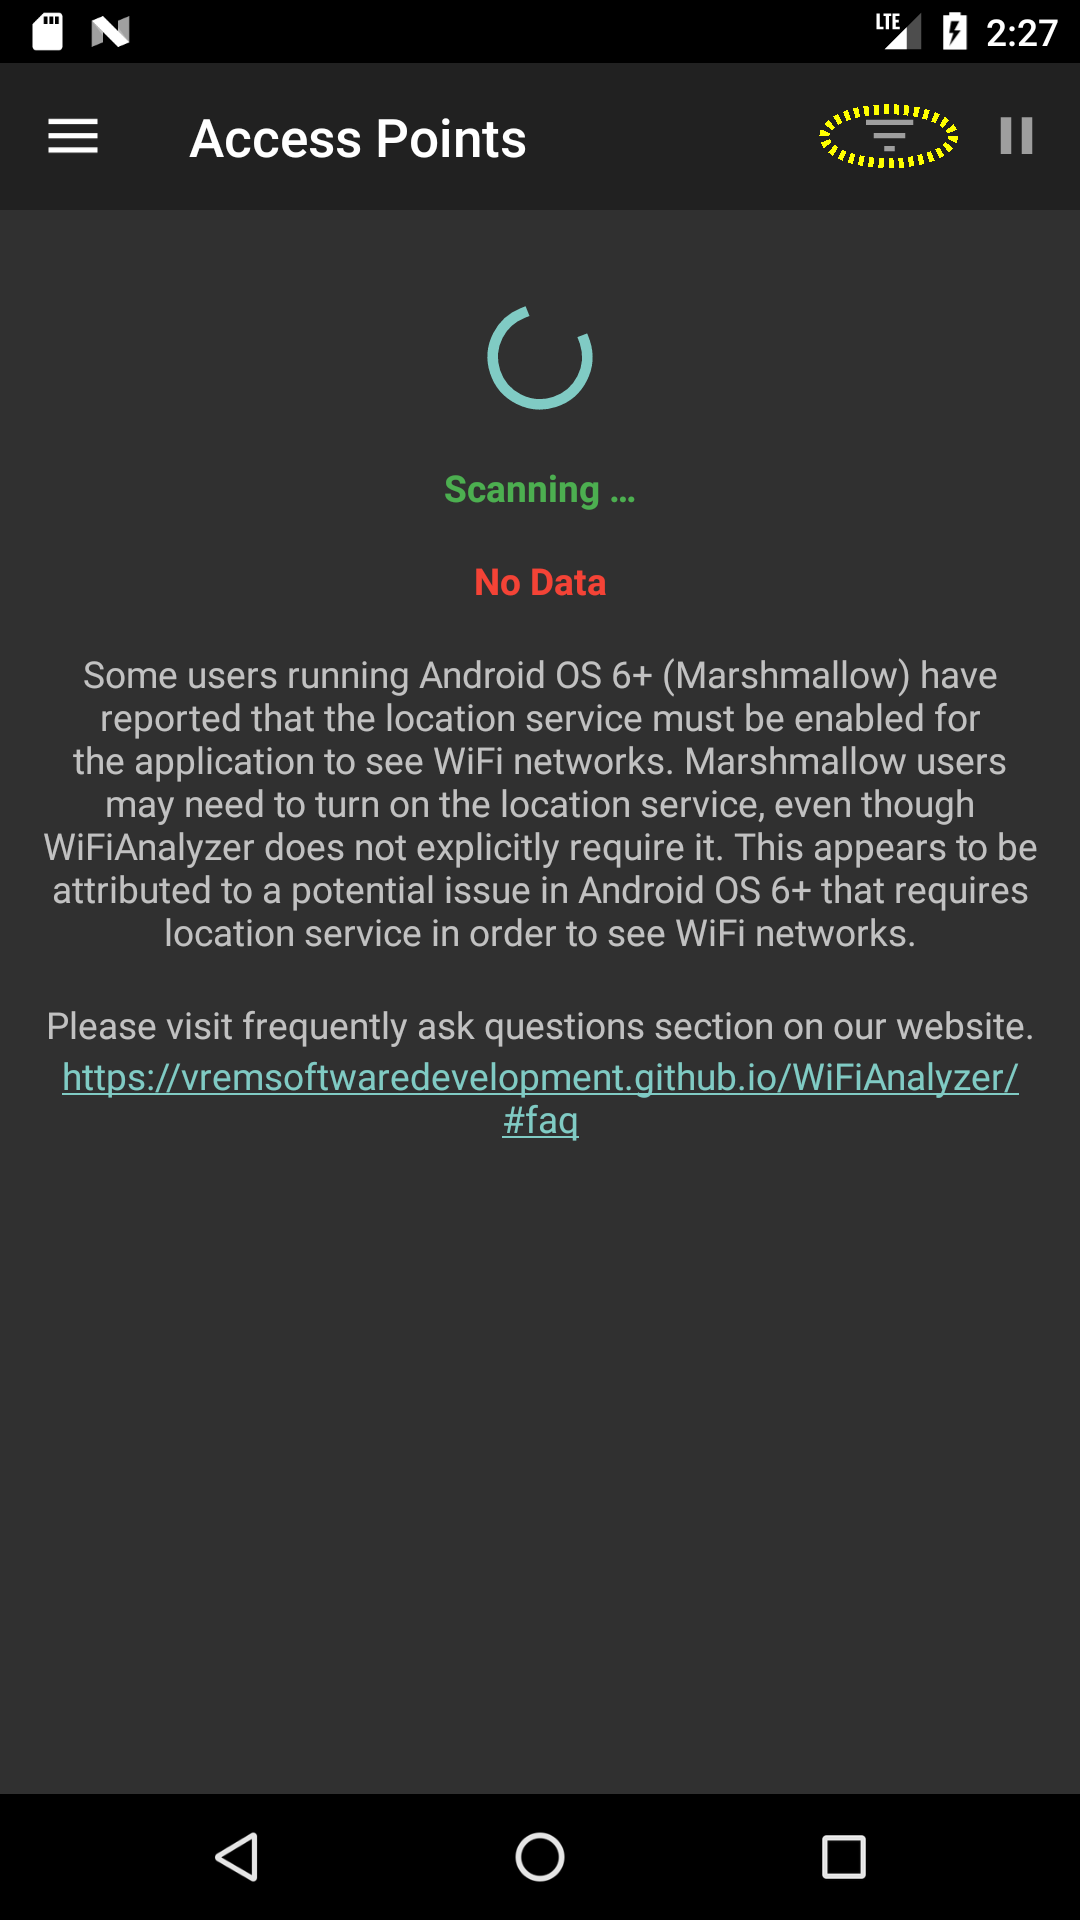 LTE 2:27
Access Points
Scanning ...
No Data
Some users running Android OS 6+ (Marshmallow) have
reported that the location service must be enabled for
the application to see WiFi networks. Marshmallow users
may need to turn on the location service, even though
WiFiAnalyzer does not explicitly require it. This appears to be
attributed to a potential issue in Android OS 6+ that requires
location service in order to see WiFi networks.
Please visit frequently ask questions section on our website.
https://vremsoftwaredevelopment.github.io/WiFiAnalyzer/
#faq